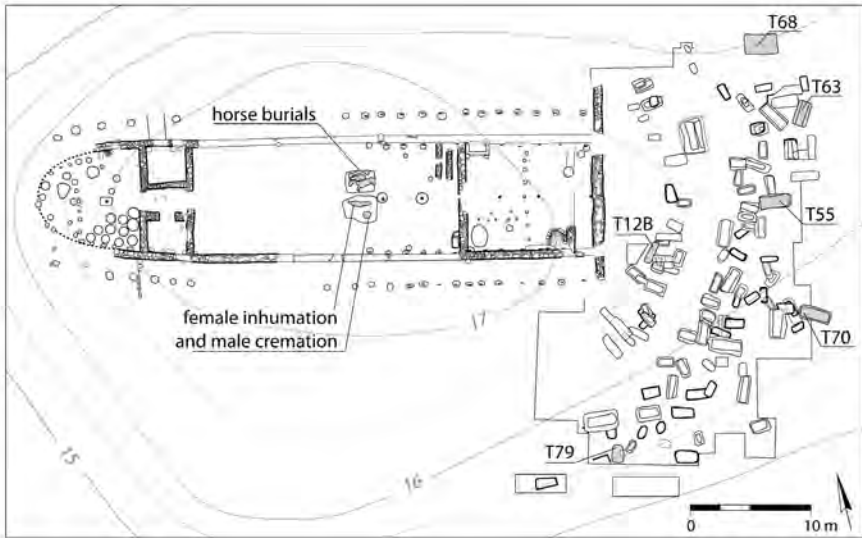 T68
T63
horse burials
T55
T12B
female inhumation
and male cremation
17
T70
15
16
T79
0
10 m